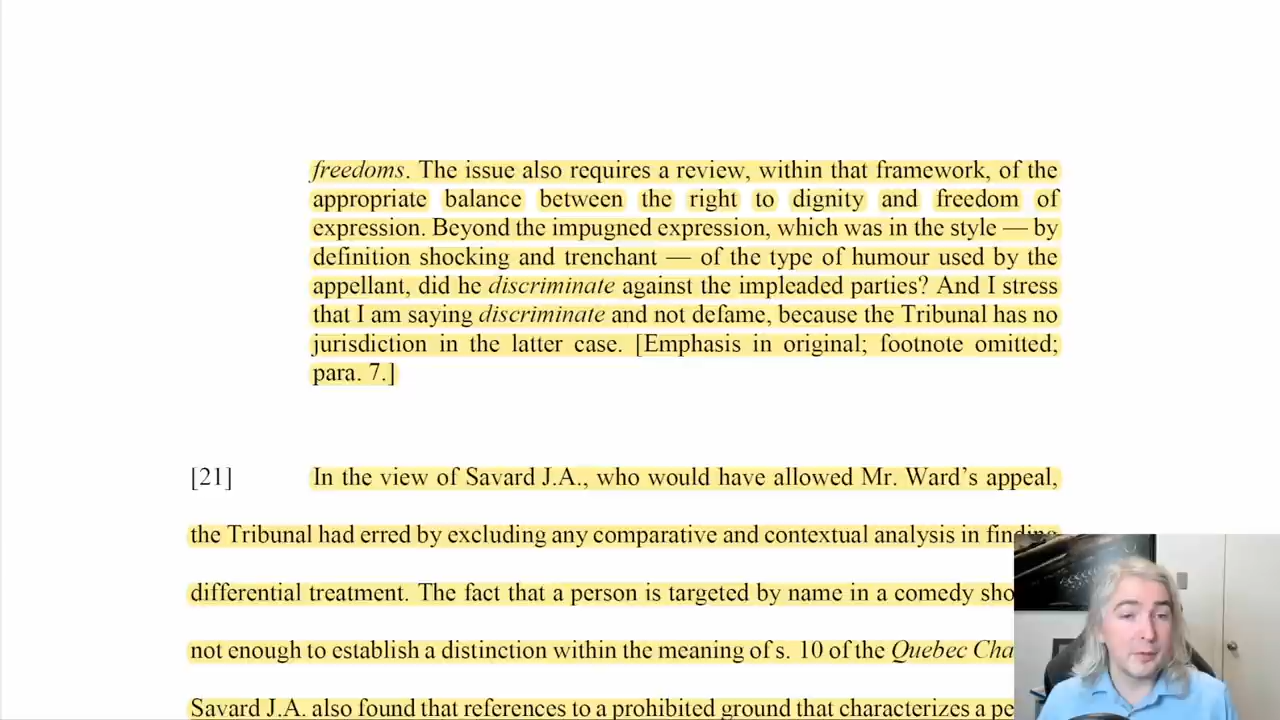 freedoms. The issue also requires a review, within that framework, of the
appropriate balance between the right to dignity and freedom of
expression. Beyond the impugned expression, which was in the style — by
definition shocking and trenchant — of the type of humour used by the
appellant, did he discriminate against the impleaded parties? And I stress
that I am saying discriminate and not defame, because the Tribunal has no
jurisdiction in the latter case. [Emphasis in original; footnote omitted;
para. 7.]
[21] In the view of Savard J.A., who would have allowed Mr. Ward's appeal,
the Tribunal had erred by excluding any comparative and contextual analysis in finding
differential treatment. The fact that a person is targeted by name in a comedy
not enough to establish a distinction within the meaning of s. 10 of the Quebec
Savard J.A. also found that references to a prohibited ground that characterizes a